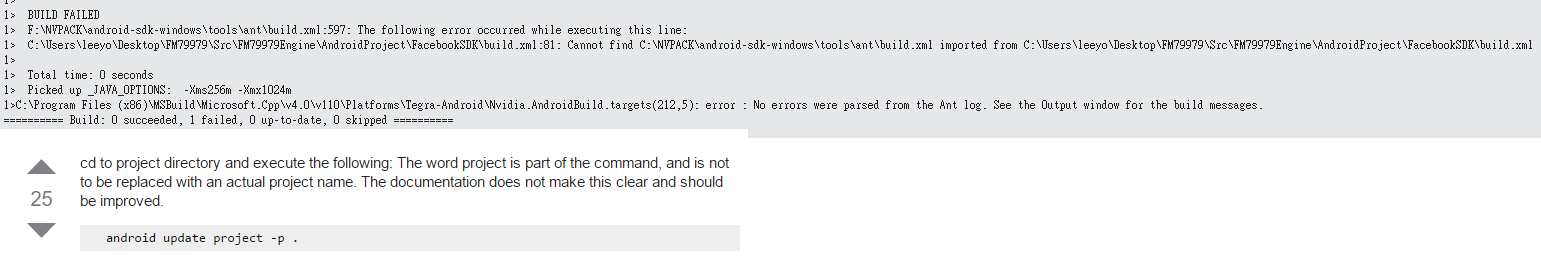 1>
1>  BUILD FAILED
1>  F:\NVPACK\android-sdk-windows\tools\ant\build.xml:597: The following error occurred while executing this line:
1>  C:\Users\leeyo\Desktop\FM79979\Src\FM79979Engine\AndroidProject\FacebookSDK\build.xml:81: Cannot find C:\NVPACK\android-sdk-windows\tools\ant\build.xml imported from C:\Users\leeyo\Desktop\FM79979\Src\FM79979Engine\AndroidProject\FacebookSDK\build.xml
1>
1>  Total time: 0 seconds
1>  Picked up _JAVA_OPTIONS:  -Xms256m -Xmx1024m
1>C:\Program Files (x86)\MSBuild\Microsoft.Cpp\v4.0\v110\Platforms\Tegra-Android\Nvidia.AndroidBuild.targets(212,5): error : No errors were parsed from the Ant log. See the Output window for the build messages.
========== Build: 0 succeeded, 1 failed, 0 up-to-date, 0 skipped ==========
cd to project directory and execute the following: The word project is part of the command, and is not
25
to be replaced with an actual project name. The documentation does not make this clear and should
be improved.
android update project -p .